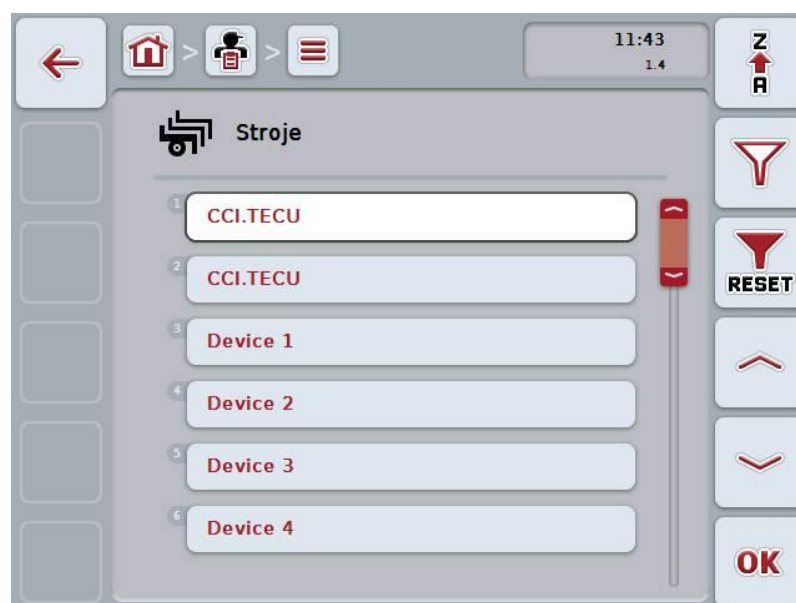 > >
11:43
1.4
Z
A
Stroje
1
CCI.TECU
2
CCI.TECU
RESET
3
Device 1
4
Device 2
5
Device 3
6
Device 4
OK